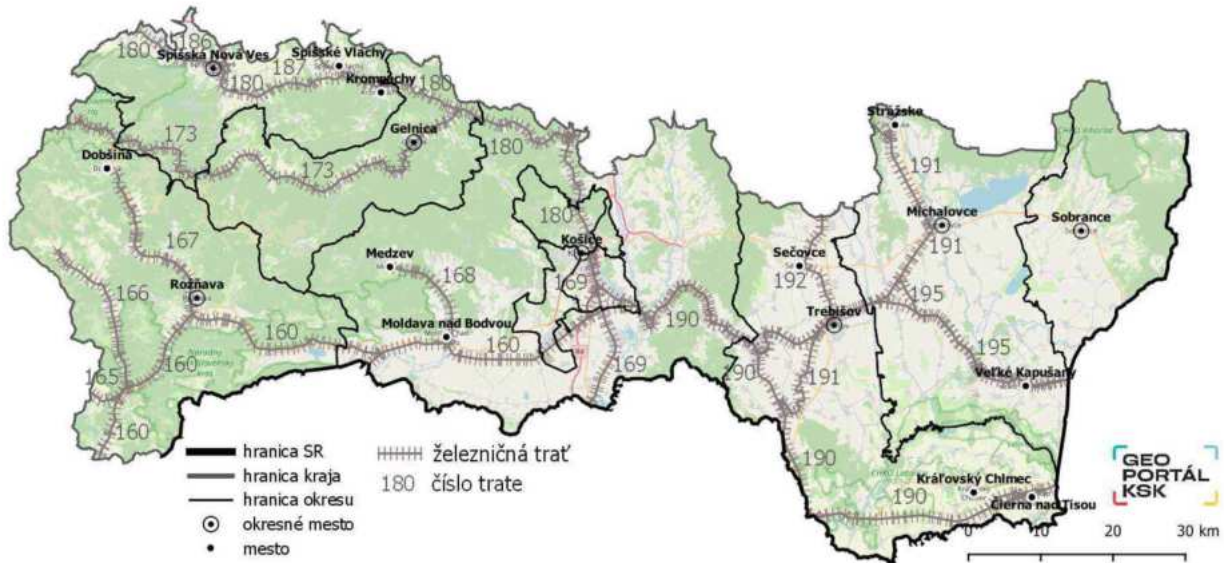 180
186
Spišská Nová Ves
180
187
Spišské Vlachy
Krompachy
180
173
Dobšiná
173
Gelnica
180
Strážske
191
Michalovce
191
Sobrance
167
Rožňava
166
Medzev
168
180
Košice
169
Sečovce
192
Trebišov
195
195
Veľké Kapušany
160
160
165
160
Moldava nad Bodvou
160
169
190
190
191
190
Kráľovský Chlmec
190
Čierna nad Tisou
hranica SR
hranica kraja
hranica okresu
okresné mesto
mesto
železničná trať
180 číslo trate
GEO
PORTÁL
KSK
0 10 20 30 km